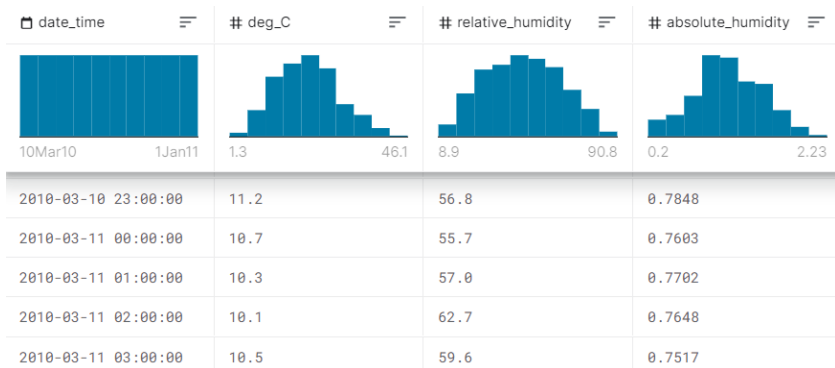 date_time # deg_C # relative_humidity # absolute_humidity
10Mar10 1Jan11 1.3 46.1 8.9 90.8 0.2 2.23
2010-03-10 23:00:00 11.2 56.8 0.7848
2010-03-11 00:00:00 10.7 55.7 0.7603
2010-03-11 01:00:00 10.3 57.0 0.7702
2010-03-11 02:00:00 10.1 62.7 0.7648
2010-03-11 03:00:00 10.5 59.6 0.7517